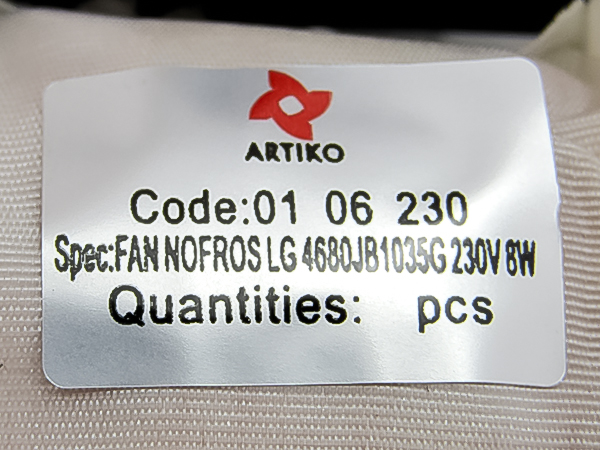 ARTIKO
Code:01 06 230
Spec:FAN NOFROS LG 4680JB1035G 230V 8W
Quantities: pcs